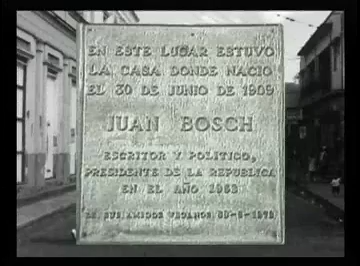 EN ESTE LUGAR ESTUVO
LA CASA DONDE NACIO
EL 30 DE JUNIO DE 1909
JUAN BOSCH
ESCRITOR Y POLITICO,
PRESIDENTE DE LA REPUBLICA
EN EL AÑO 1963
DE SUS AMIGOS VEGANOS